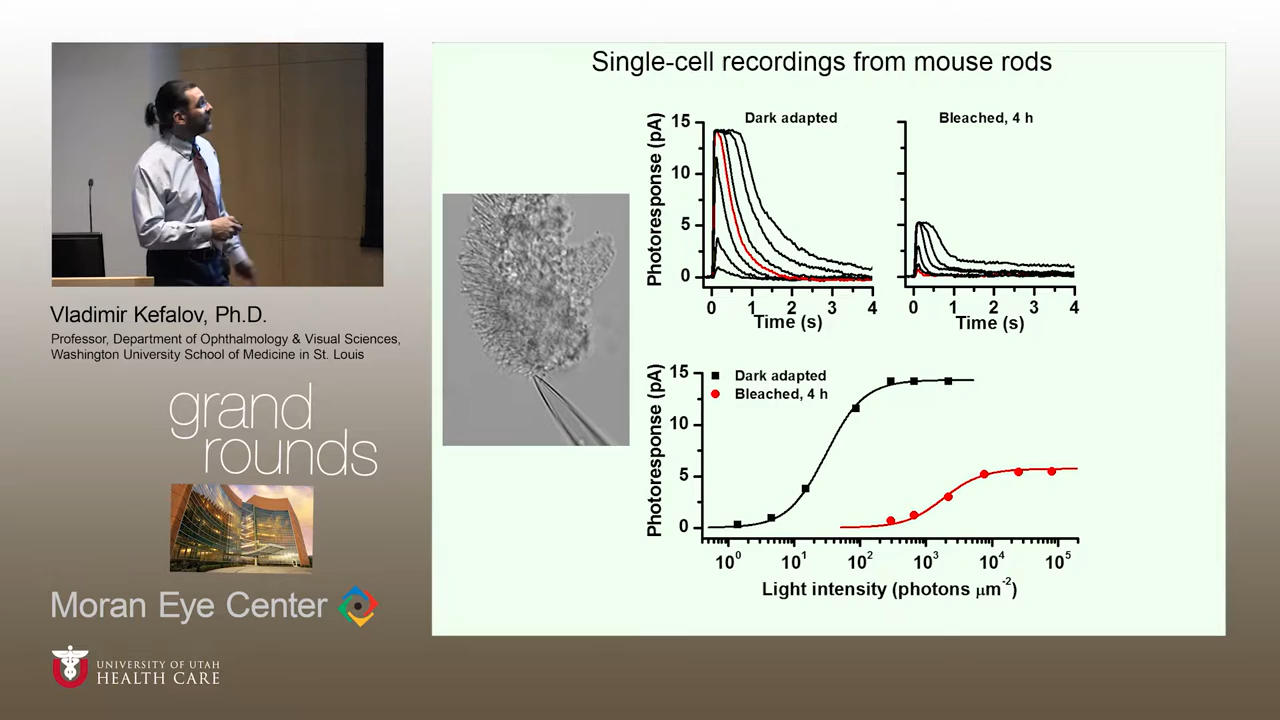 Single-cell recordings from mouse rods
Dark adapted
Bleached, 4 h
Photoresponse (pA)
15
10
5
0
0 1 2 3 4
Time (s)
0 1 2 3 4
Time (s)
Photoresponse (pA)
15
10
5
0
Dark adapted
Bleached, 4 h
10⁰ 10¹ 10² 10³ 10⁴ 10⁵
Light intensity (photons μm⁻²)
Vladimir Kefalov, Ph.D.
Professor, Department of Ophthalmology & Visual Sciences,
Washington University School of Medicine in St. Louis
grand
rounds
Moran Eye Center
UNIVERSITY OF UTAH
HEALTH CARE